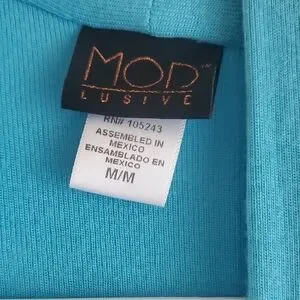 MOD
LUSIVE
RN# 105243
ASSEMBLED IN
MEXICO
ENSAMBLADO EN
MEXICO
M/M